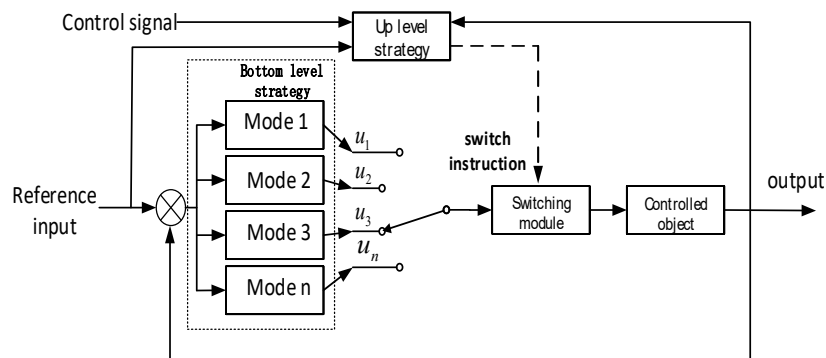 Control signal
Up level
strategy
Bottom level
strategy
Mode 1
u1
switch
instruction
Mode 2
u2
Reference
input
output
Switching
module
Controlled
object
Mode 3
u3
un
Mode n